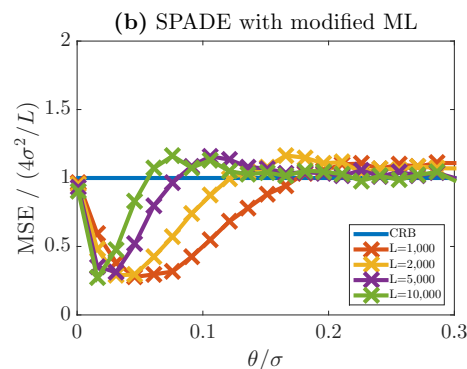 (b) SPADE with modified ML
MSE / (4σ²/L)
2
1.5
1
0.5
0
0
0.1
0.2
0.3
θ/σ
CRB
L=1,000
L=2,000
L=5,000
L=10,000